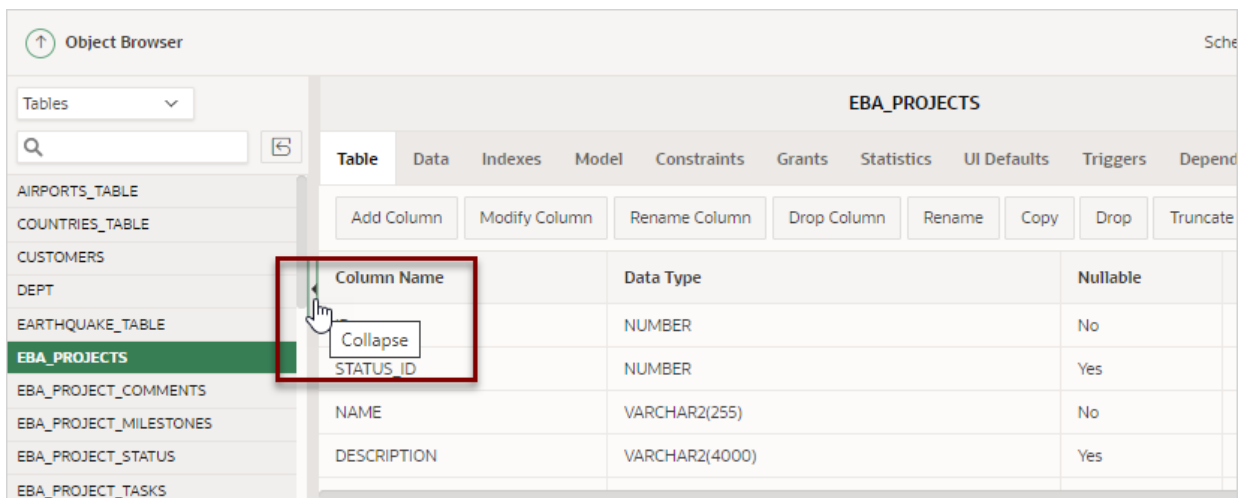 Object Browser
Sche
Tables
EBA_PROJECTS
Table Data Indexes Model Constraints Grants Statistics UI Defaults Triggers Depend
AIRPORTS_TABLE
COUNTRIES_TABLE
CUSTOMERS
DEPT
EARTHQUAKE_TABLE
EBA_PROJECTS
EBA_PROJECT_COMMENTS
EBA_PROJECT_MILESTONES
EBA_PROJECT_STATUS
EBA_PROJECT_TASKS
Add Column Modify Column Rename Column Drop Column Rename Copy Drop Truncate
Column Name Data Type Nullable
NUMBER No
Collapse
STATUS_ID NUMBER Yes
NAME VARCHAR2(255) No
DESCRIPTION VARCHAR2(4000) Yes